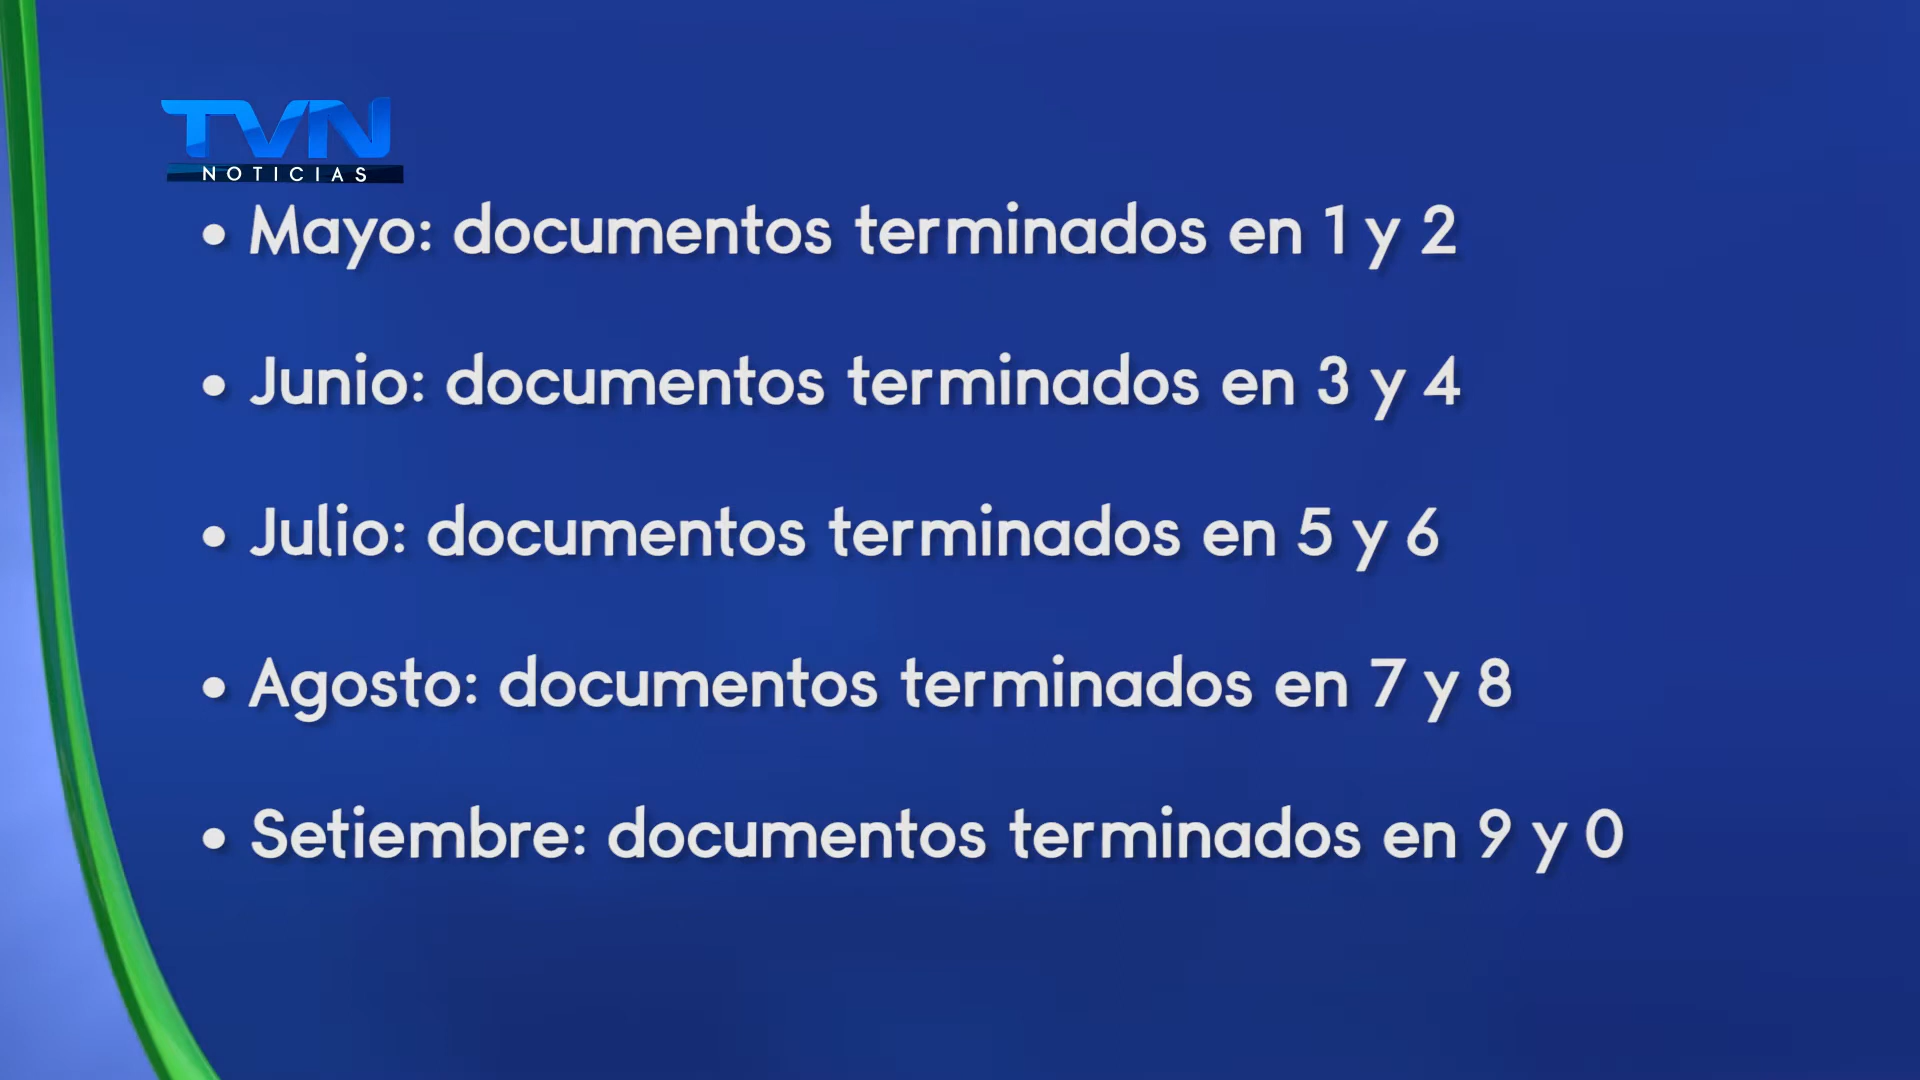 TVN
NOTICIAS
• Mayo: documentos terminados en 1 y 2
• Junio: documentos terminados en 3 y 4
• Julio: documentos terminados en 5 y 6
• Agosto: documentos terminados en 7 y 8
• Setiembre: documentos terminados en 9 y 0